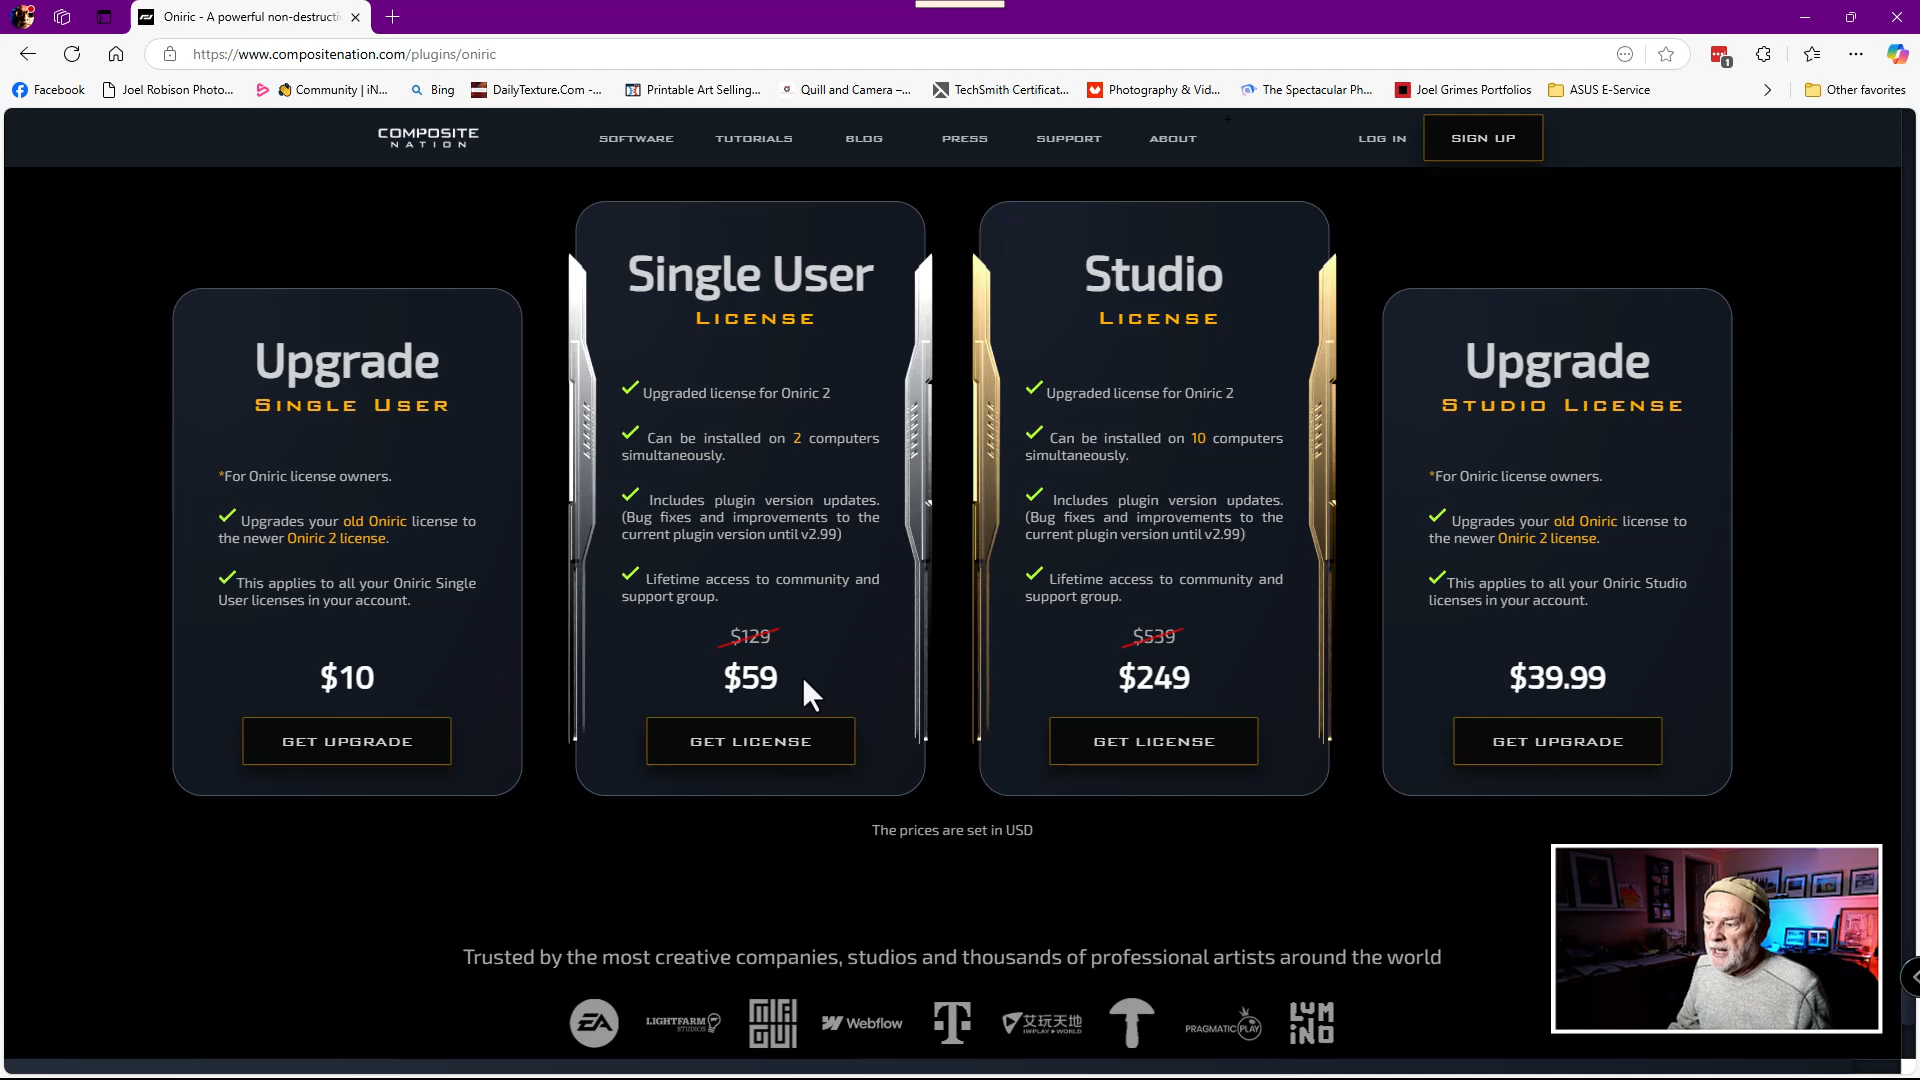 Oniric - A powerful non-destructi
https://www.compositenation.com/plugins/oniric
1
Facebook
Joel Robison Photo...
Community | iN...
Bing
DailyTexture.Com -...
Printable Art Selling...
Quill and Camera –...
TechSmith Certificat...
Photography & Vid...
The Spectacular Ph...
Joel Grimes Portfolios
ASUS E-Service
Other favorites
COMPOSITE
NATION
SOFTWARE
TUTORIALS
BLOG
PRESS
SUPPORT
ABOUT
LOG IN
SIGN UP
Upgrade
SINGLE USER
*For Oniric license owners.
Upgrades your old Oniric license to
the newer Oniric 2 license.
This applies to all your Oniric Single
User licenses in your account.
$10
GET UPGRADE
Single User
LICENSE
Upgraded license for Oniric 2
Can be installed on 2 computers
simultaneously.
Includes plugin version updates.
(Bug fixes and improvements to the
current plugin version until v2.99)
Lifetime access to community and
support group.
$129
$59
GET LICENSE
Studio
LICENSE
Upgraded license for Oniric 2
Can be installed on 10 computers
simultaneously.
Includes plugin version updates.
(Bug fixes and improvements to the
current plugin version until v2.99)
Lifetime access to community and
support group.
$539
$249
GET LICENSE
Upgrade
STUDIO LICENSE
*For Oniric license owners.
Upgrades your old Oniric license to
the newer Oniric 2 license.
This applies to all your Oniric Studio
licenses in your account.
$39.99
GET UPGRADE
The prices are set in USD
Trusted by the most creative companies, studios and thousands of professional artists around the world
EA
LIGHTFARM
STUDIOS
Webflow
T
艾玩天地
IWPLAY WORLD
PRAGMATIC PLAY
LUM
INO